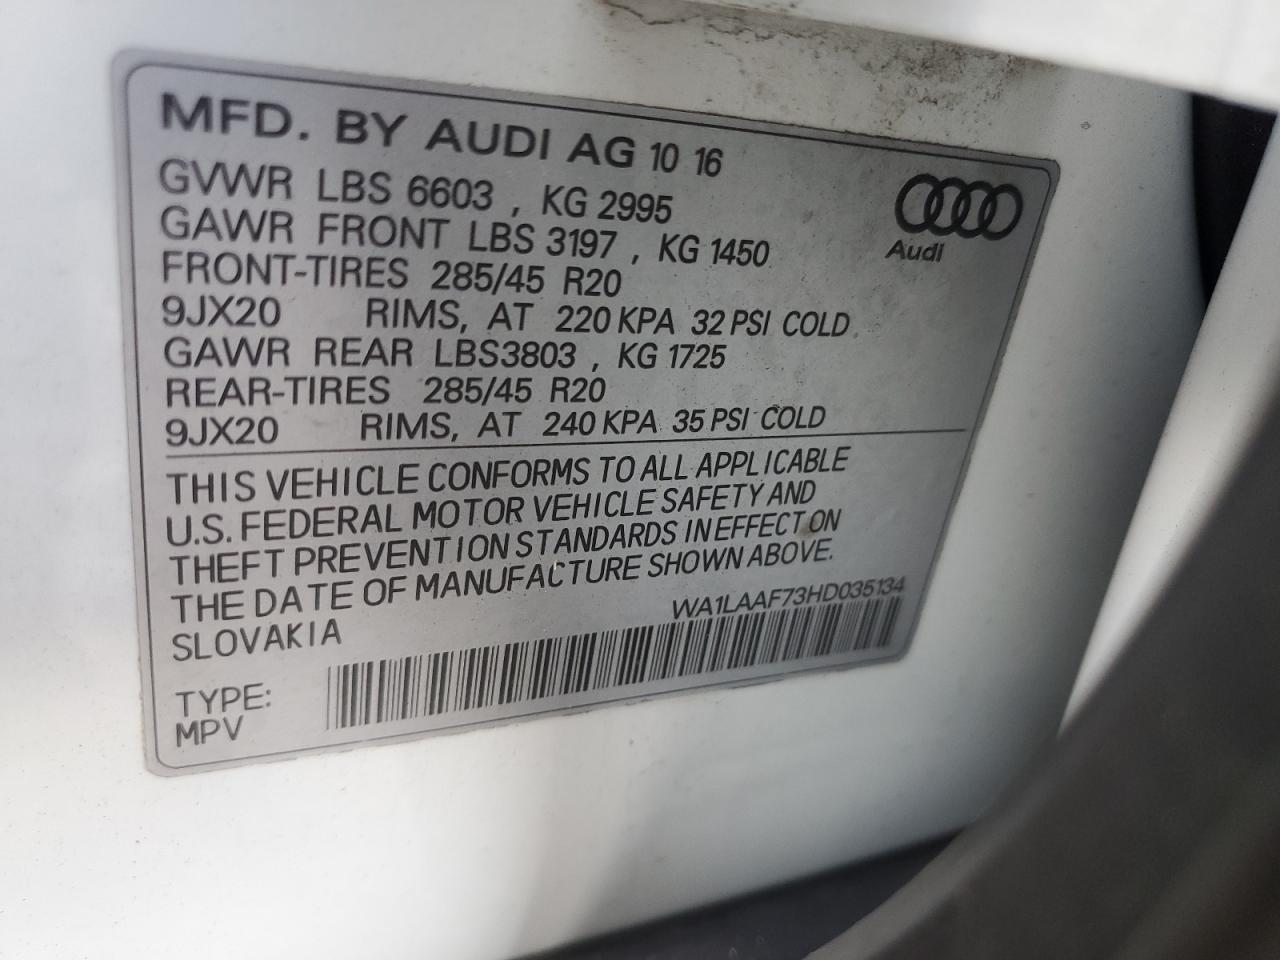 MFD. BY AUDI AG 10 16
GVWR LBS 6603 , KG 2995
GAWR FRONT LBS 3197 , KG 1450
FRONT-TIRES 285/45 R20
9JX20 RIMS, AT 220 KPA 32 PSI COLD
GAWR REAR LBS3803 , KG 1725
REAR-TIRES 285/45 R20
9JX20 RIMS, AT 240 KPA 35 PSI COLD
Audi
THIS VEHICLE CONFORMS TO ALL APPLICABLE
U.S. FEDERAL MOTOR VEHICLE SAFETY AND
THEFT PREVENTION STANDARDS IN EFFECT ON
THE DATE OF MANUFACTURE SHOWN ABOVE.
SLOVAKIA
WA1LAAF73HD035134
TYPE:
MPV